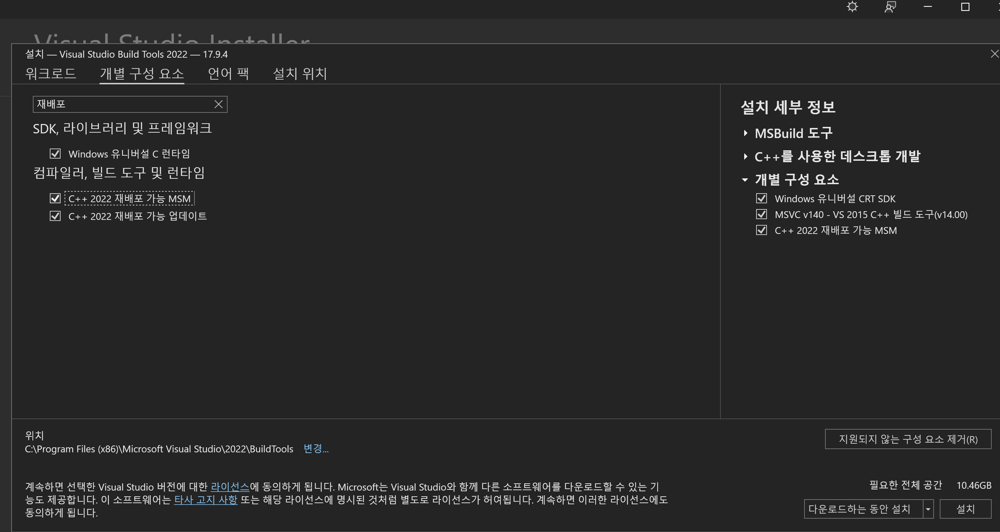 Visual Studio Installer
설치 — Visual Studio Build Tools 2022 — 17.9.4
워크로드 개별 구성 요소 언어 팩 설치 위치
재배포
SDK, 라이브러리 및 프레임워크
Windows 유니버설 C 런타임
컴파일러, 빌드 도구 및 런타임
C++ 2022 재배포 가능 MSM
C++ 2022 재배포 가능 업데이트
설치 세부 정보
MSBuild 도구
C++를 사용한 데스크톱 개발
개별 구성 요소
Windows 유니버설 CRT SDK
MSVC v140 - VS 2015 C++ 빌드 도구(v14.00)
C++ 2022 재배포 가능 MSM
위치
C:\Program Files (x86)\Microsoft Visual Studio\2022\BuildTools 변경...
지원되지 않는 구성 요소 제거(R)
계속하면 선택한 Visual Studio 버전에 대한 라이선스에 동의하게 됩니다. Microsoft는 Visual Studio와 함께 다른 소프트웨어를 다운로드할 수 있는 기
능도 제공합니다. 이 소프트웨어는 타사 고지 사항 또는 해당 라이선스에 명시된 것처럼 별도로 라이선스가 허여됩니다. 계속하면 이러한 라이선스에도
동의하게 됩니다.
필요한 전체 공간 10.46GB
다운로드하는 동안 설치 설치